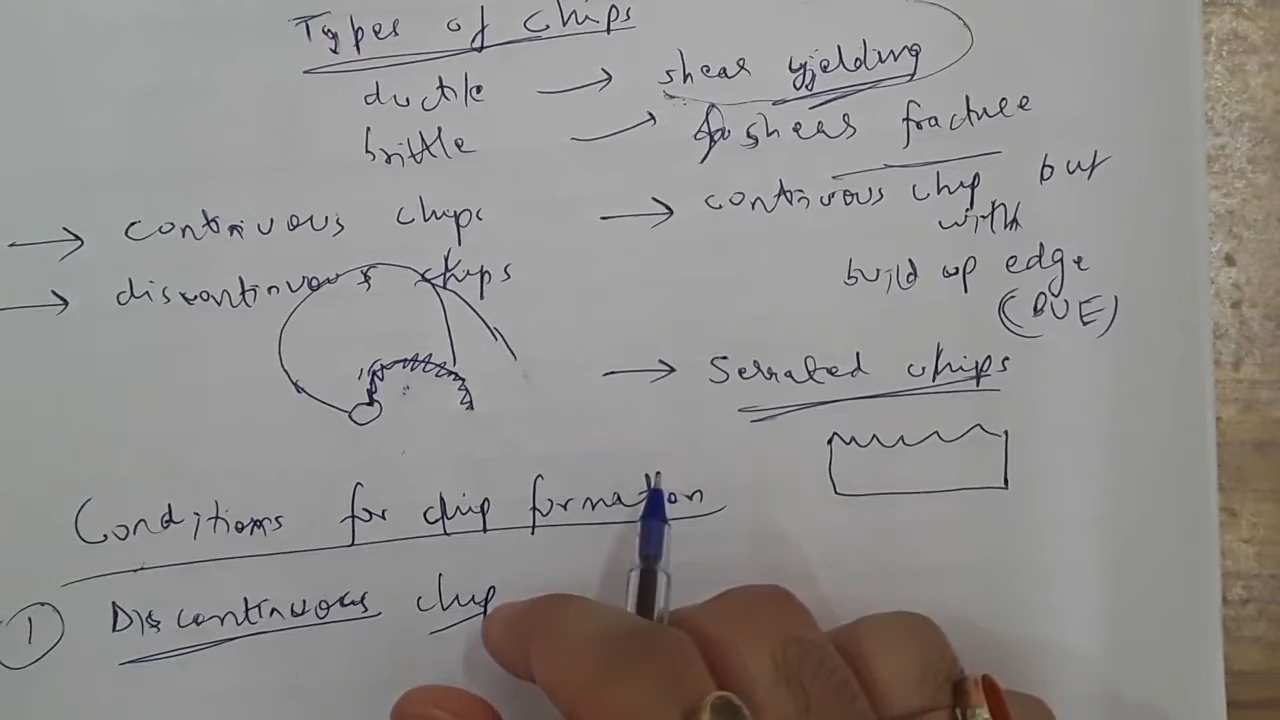 Types of chips
ductile → shear yielding
brittle → shear fracture
→ continuous chips
→ discontinuous chips
→ continuous chip but
with
build up edge
(BUE)
→ Serrated chips
Conditions for chip formation
① Discontinuous chip